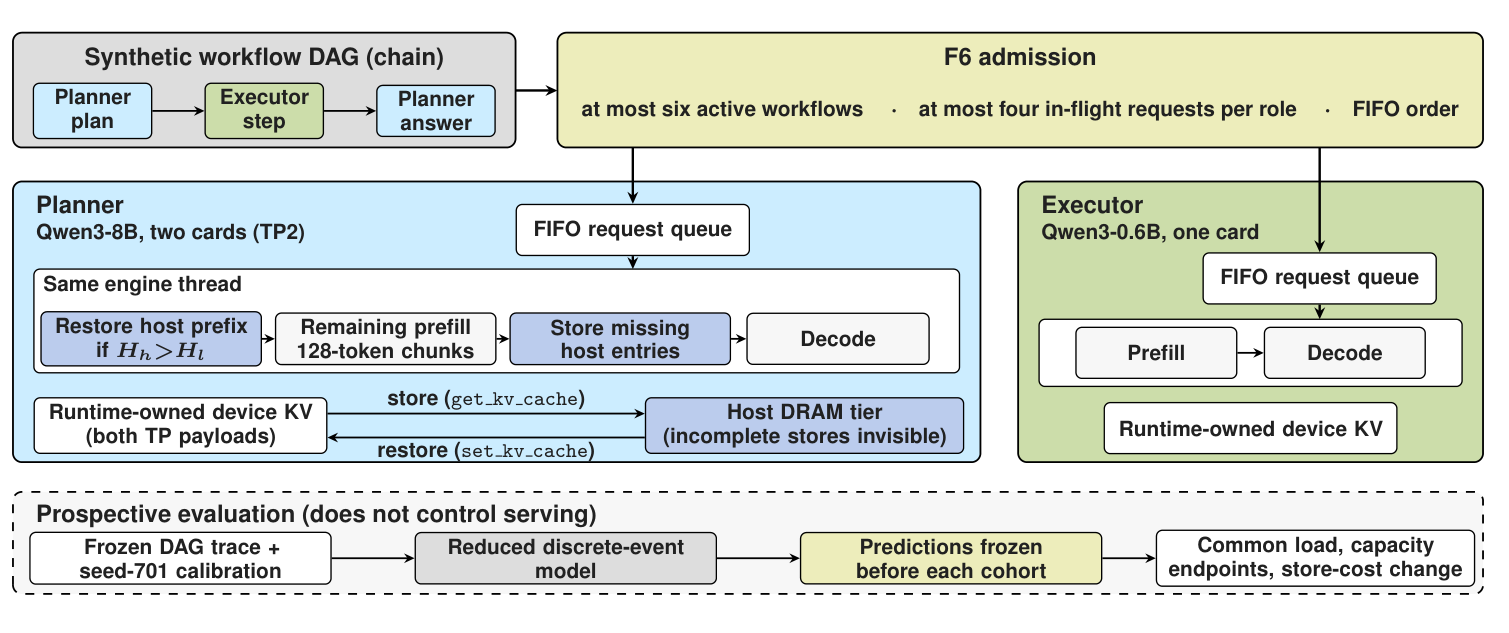 Synthetic workflow DAG (chain)
Planner
plan
Executor
step
Planner
answer
F6 admission
at most six active workflows · at most four in-flight requests per role · FIFO order
Planner
Qwen3-8B, two cards (TP2)
FIFO request queue
Same engine thread
Restore host prefix
if H_h > H_l
Remaining prefill
128-token chunks
Store missing
host entries
Decode
Runtime-owned device KV
(both TP payloads)
store (get_kv_cache)
restore (set_kv_cache)
Host DRAM tier
(incomplete stores invisible)
Executor
Qwen3-0.6B, one card
FIFO request queue
Prefill
Decode
Runtime-owned device KV
Prospective evaluation (does not control serving)
Frozen DAG trace +
seed-701 calibration
Reduced discrete-event
model
Predictions frozen
before each cohort
Common load, capacity
endpoints, store-cost change